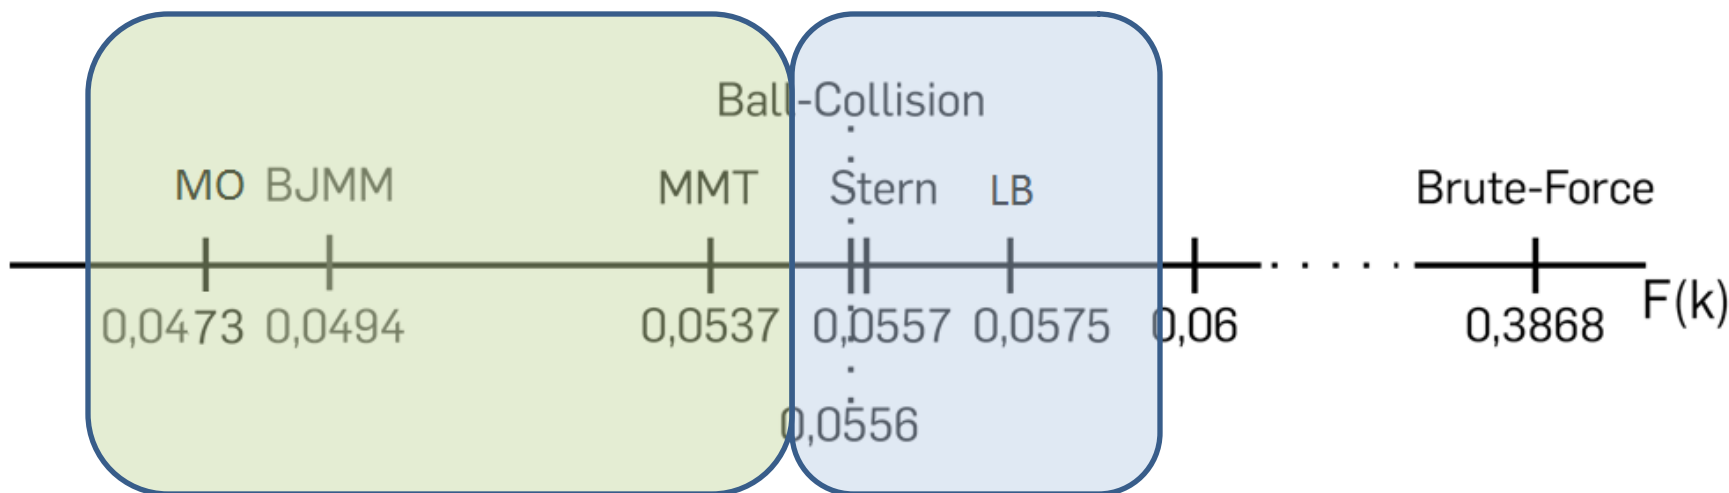 Ball-Collision
MO BJMM MMT Stern LB Brute-Force
0,0473 0,0494 0,0537 0,0557 0,0575 0,06 0,3868 F(k)
0,0556